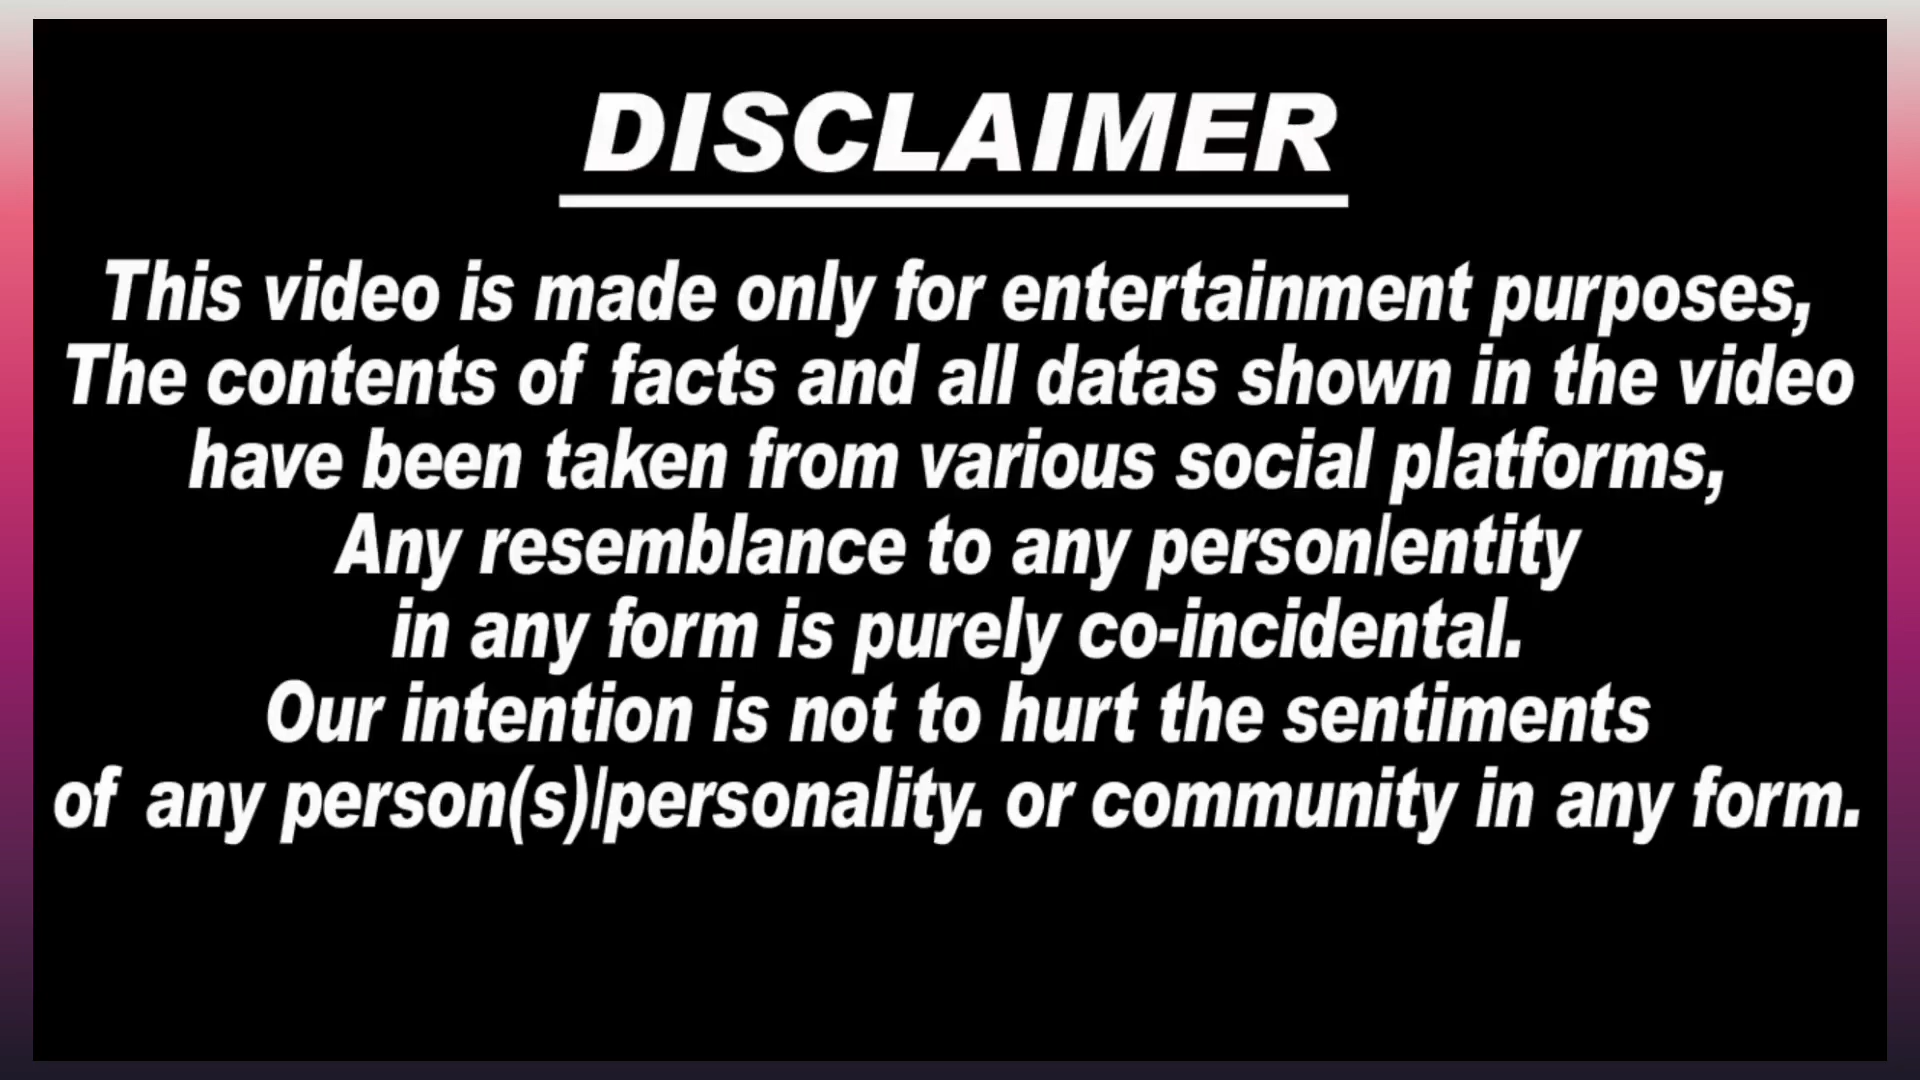 DISCLAIMER
This video is made only for entertainment purposes,
The contents of facts and all datas shown in the video
have been taken from various social platforms,
Any resemblance to any person/entity
in any form is purely co-incidental.
Our intention is not to hurt the sentiments
of any person(s)/personality. or community in any form.